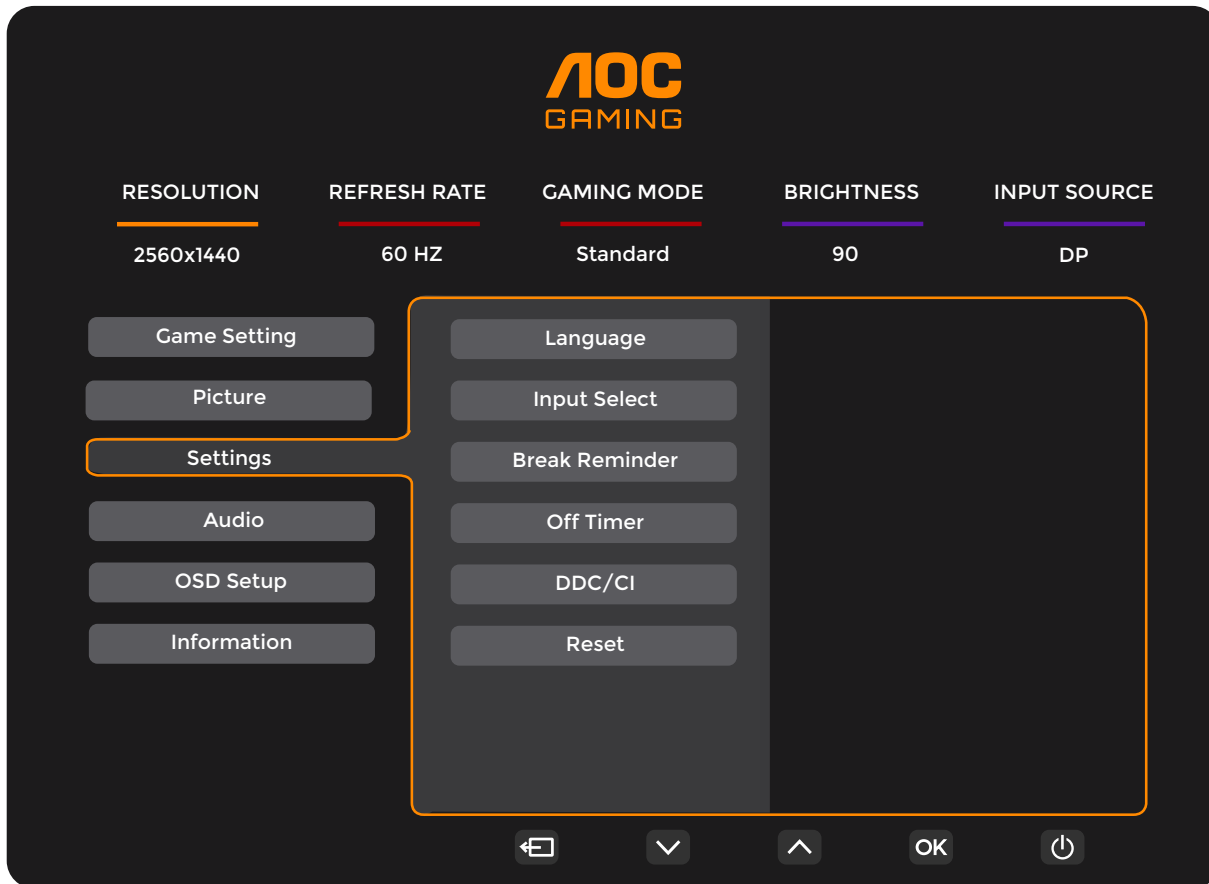 AOC
GAMING
RESOLUTION REFRESH RATE GAMING MODE BRIGHTNESS INPUT SOURCE
2560x1440 60 HZ Standard 90 DP
Game Setting Language
Picture Input Select
Settings Break Reminder
Audio Off Timer
OSD Setup DDC/CI
Information Reset
OK